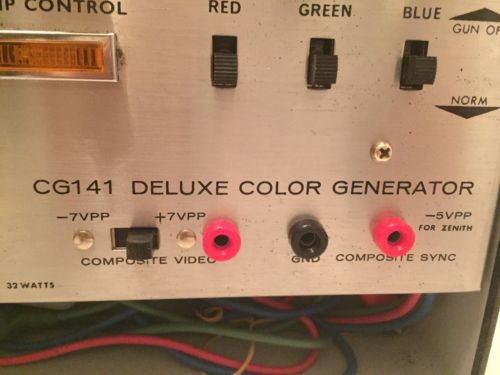 CONTROL RED GREEN BLUE
GUN
NORM
CG141 DELUXE COLOR GENERATOR
-7VPP +7VPP -5VPP
FOR ZENITH
COMPOSITE VIDEO GND COMPOSITE SYNC
32 WATTS